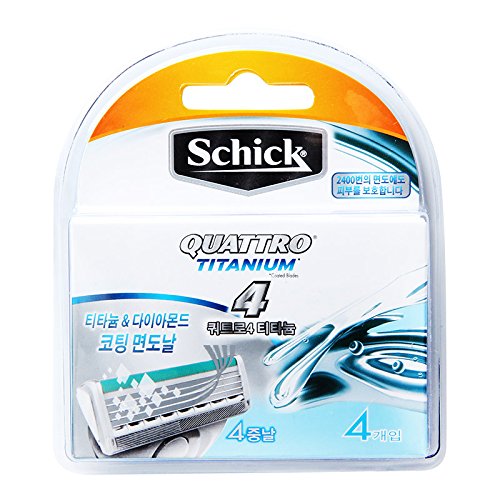 Schick®
2400번의 면도에도
피부를 보호합니다
QUATTRO®
TITANIUM
*Coated Blades
4
쿼트로4 티타늄
티타늄 & 다이아몬드
코팅 면도날
4중날
4개입